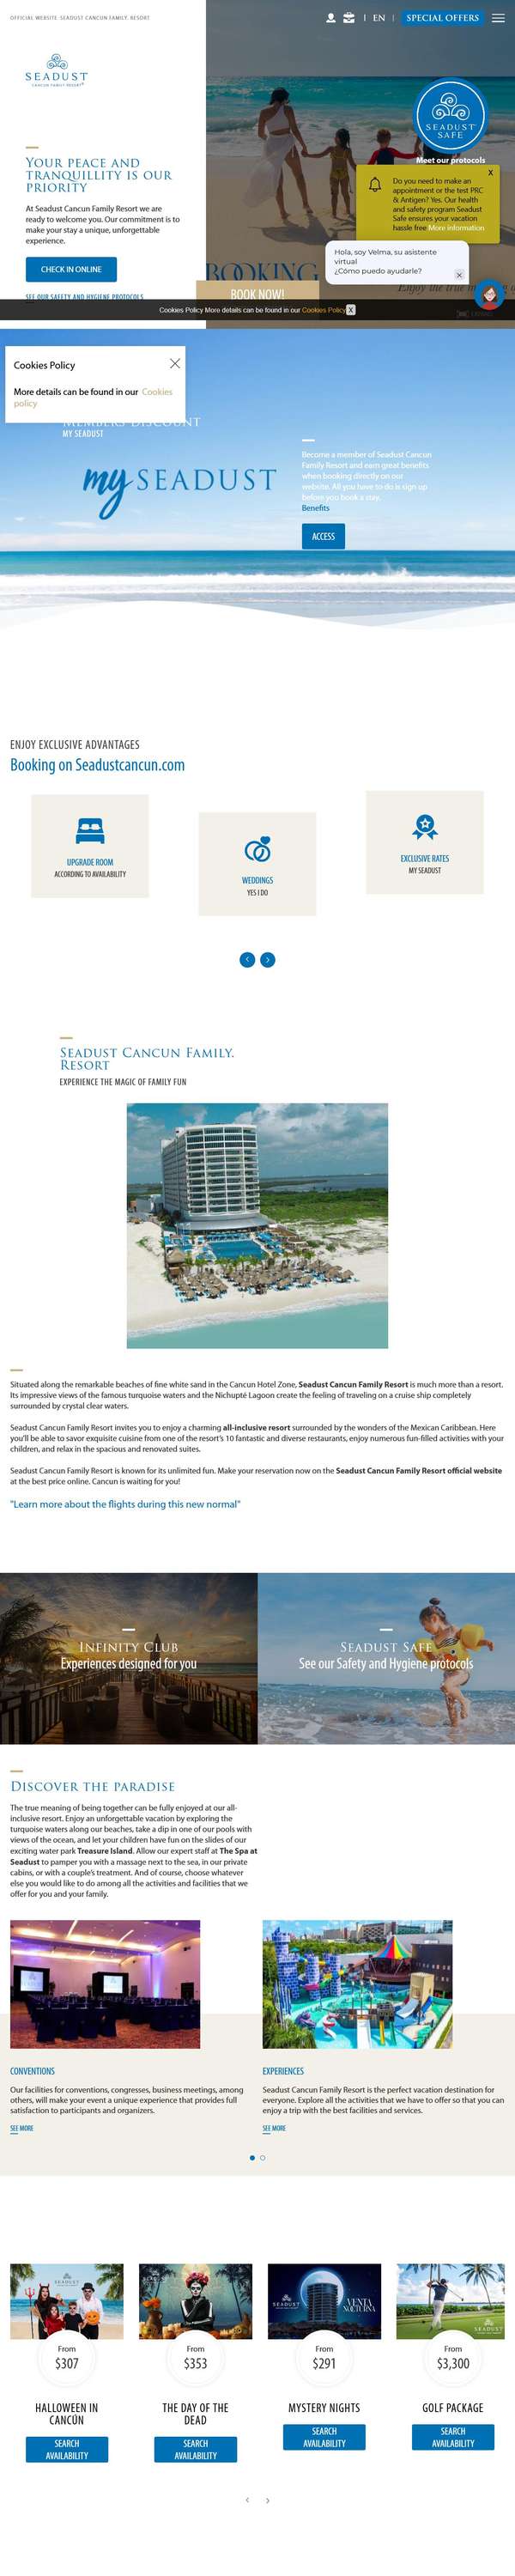 OFFICIAL WEBSITE. SEADUST CANCUN FAMILY. RESORT
EN
SPECIAL OFFERS
SEADUST
CANCUN FAMILY RESORT
SEADUST
SAFE
Meet our protocols
YOUR PEACE AND
TRANQUILLITY IS OUR
PRIORITY
At Seadust Cancun Family Resort we are
ready to welcome you. Our commitment is to
make your stay a unique, unforgettable
experience.
CHECK IN ONLINE
SEE OUR SAFETY AND HYGIENE PROTOCOLS
X
Do you need to make an
appointment or the test PRC
& Antigen? Yes. Our health
and safety program Seadust
Safe ensures your vacation
hassle free More information
Hola, soy Velma, su asistente
virtual
¿Cómo puedo ayudarle?
BOOKING
BOOK NOW!
Enjoy the true
Cookies Policy More details can be found in our Cookies Policy X
Cookies Policy
More details can be found in our Cookies
policy
MEMBERS DISCOUNT
MY SEADUST
my SEADUST
Become a member of Seadust Cancun
Family Resort and earn great benefits
when booking directly on our
website. All you have to do is sign up
before you book a stay.
Benefits
ACCESS
ENJOY EXCLUSIVE ADVANTAGES
Booking on Seadustcancun.com
UPGRADE ROOM
ACCORDING TO AVAILABILITY
WEDDINGS
YES I DO
EXCLUSIVE RATES
MY SEADUST
SEADUST CANCUN FAMILY.
RESORT
EXPERIENCE THE MAGIC OF FAMILY FUN
Situated along the remarkable beaches of fine white sand in the Cancun Hotel Zone, Seadust Cancun Family Resort is much more than a resort.
Its impressive views of the famous turquoise waters and the Nichupté Lagoon create the feeling of traveling on a cruise ship completely
surrounded by crystal clear waters.
Seadust Cancun Family Resort invites you to enjoy a charming all-inclusive resort surrounded by the wonders of the Mexican Caribbean. Here
you'll be able to savor exquisite cuisine from one of the resort's 10 fantastic and diverse restaurants, enjoy numerous fun-filled activities with your
children, and relax in the spacious and renovated suites.
Seadust Cancun Family Resort is known for its unlimited fun. Make your reservation now on the Seadust Cancun Family Resort official website
at the best price online. Cancun is waiting for you!
"Learn more about the flights during this new normal"
INFINITY CLUB
Experiences designed for you
SEADUST SAFE
See our Safety and Hygiene protocols
DISCOVER THE PARADISE
The true meaning of being together can be fully enjoyed at our all-
inclusive resort. Enjoy an unforgettable vacation by exploring the
turquoise waters along our beaches, take a dip in one of our pools with
views of the ocean, and let your children have fun on the slides of our
exciting water park Treasure Island. Allow our expert staff at The Spa at
Seadust to pamper you with a massage next to the sea, in our private
cabins, or with a couple's treatment. And of course, choose whatever
else you would like to do among all the activities and facilities that we
offer for you and your family.
CONVENTIONS
Our facilities for conventions, congresses, business meetings, among
others, will make your event a unique experience that provides full
satisfaction to participants and organizers.
SEE MORE
EXPERIENCES
Seadust Cancun Family Resort is the perfect vacation destination for
everyone. Explore all the activities that we have to offer so that you can
enjoy a trip with the best facilities and services.
SEE MORE
SEADUST
SEADUST
VENTA
NOCTURNA
SEADUST
From
$307
From
$353
From
$291
From
$3,300
HALLOWEEN IN
CANCÚN
THE DAY OF THE
DEAD
MYSTERY NIGHTS
GOLF PACKAGE
SEARCH
AVAILABILITY
SEARCH
AVAILABILITY
SEARCH
AVAILABILITY
SEARCH
AVAILABILITY